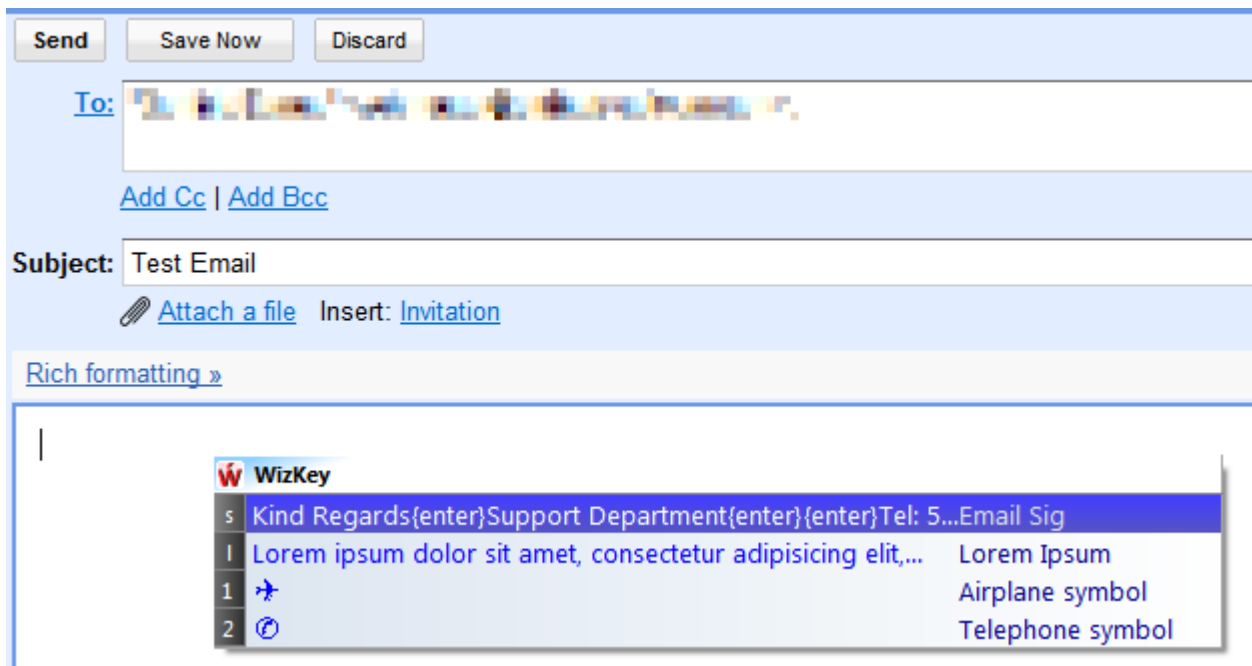 Send Save Now Discard
To:
Add Cc | Add Bcc
Subject: Test Email
Attach a file Insert: Invitation
Rich formatting »
WizKey
s Kind Regards{enter}Support Department{enter}{enter}Tel: 5...Email Sig
l Lorem ipsum dolor sit amet, consectetur adipisicing elit,... Lorem Ipsum
1 ✈ Airplane symbol
2 ✆ Telephone symbol